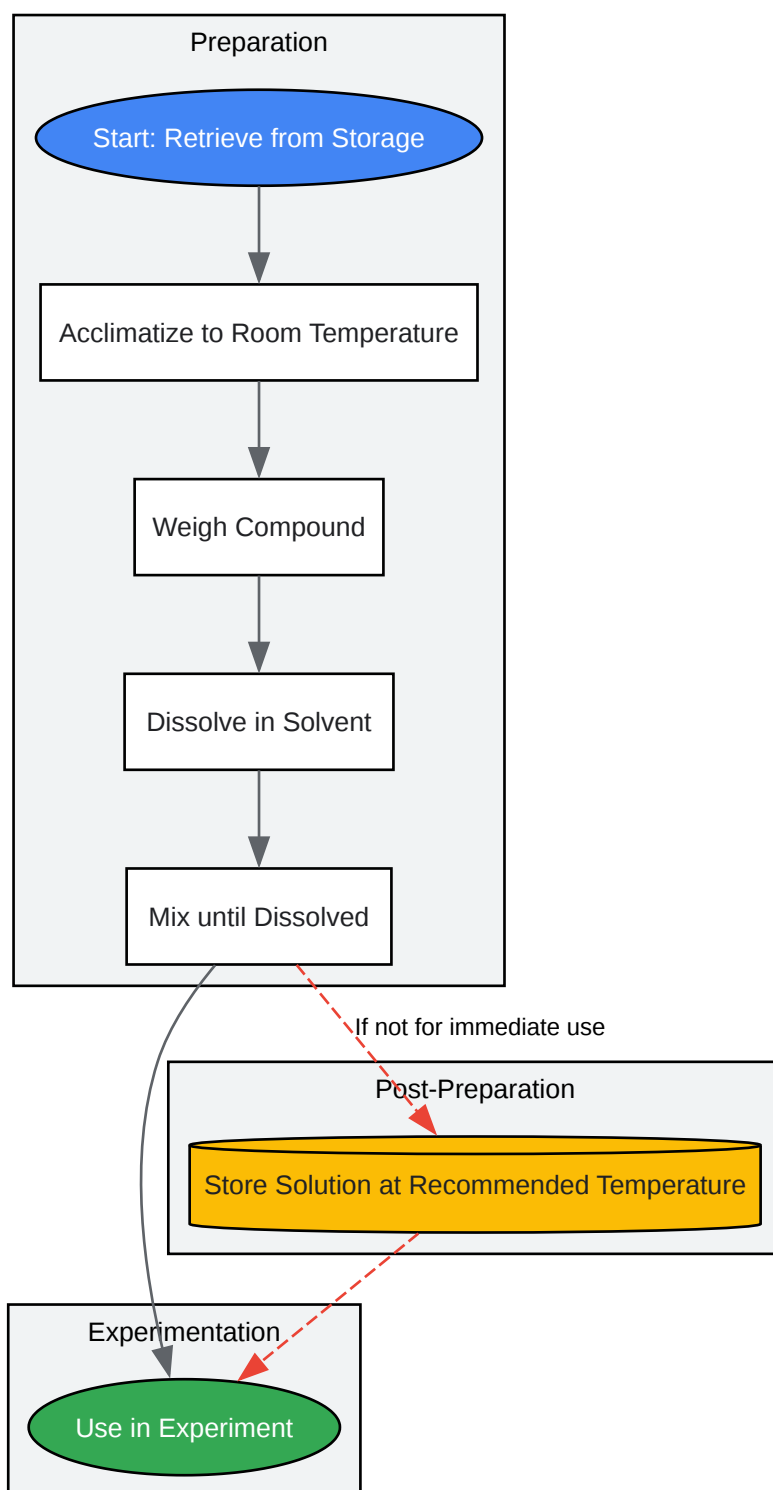 Preparation
Start: Retrieve from Storage
Acclimatize to Room Temperature
Weigh Compound
Dissolve in Solvent
Mix until Dissolved
If not for immediate use
Post-Preparation
Store Solution at Recommended Temperature
Experimentation
Use in Experiment